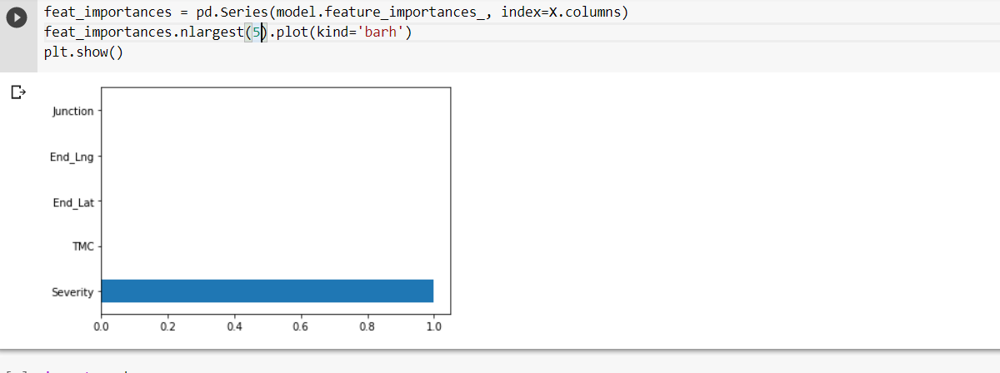 feat_importances = pd.Series(model.feature_importances_, index=X.columns)
feat_importances.nlargest(5).plot(kind='barh')
plt.show()
Junction
End_Lng
End_Lat
TMC
Severity
0.0 0.2 0.4 0.6 0.8 1.0